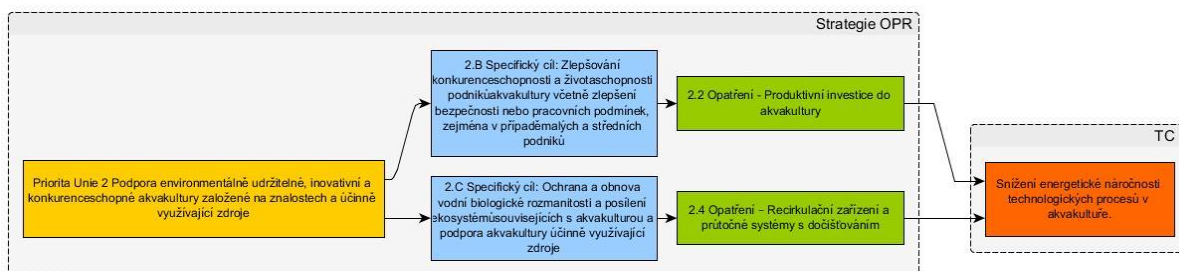 Strategie OPR
2.B Specifický cíl: Zlepšování
konkurenceschopnosti a životaschopnosti
podnikůakvakultury včetně zlepšení
bezpečnosti nebo pracovních podmínek,
zejména v případěmalých a středních
podniků
2.2 Opatření - Produktivní investice do
akvakultury
TC
Priorita Unie 2 Podpora environmentálně udržitelné, inovativní a
konkurenceschopné akvakultury založené na znalostech a účinně
využívající zdroje
2.C Specifický cíl: Ochrana a obnova
vodní biologické rozmanitosti a posílení
ekosystémůsouvisejících s akvakulturou a
podpora akvakultury účinně využívající
zdroje
2.4 Opatření – Recirkulační zařízení a
průtočné systémy s dočišťováním
Snížení energetické náročnosti
technologických procesů v
akvakultuře.